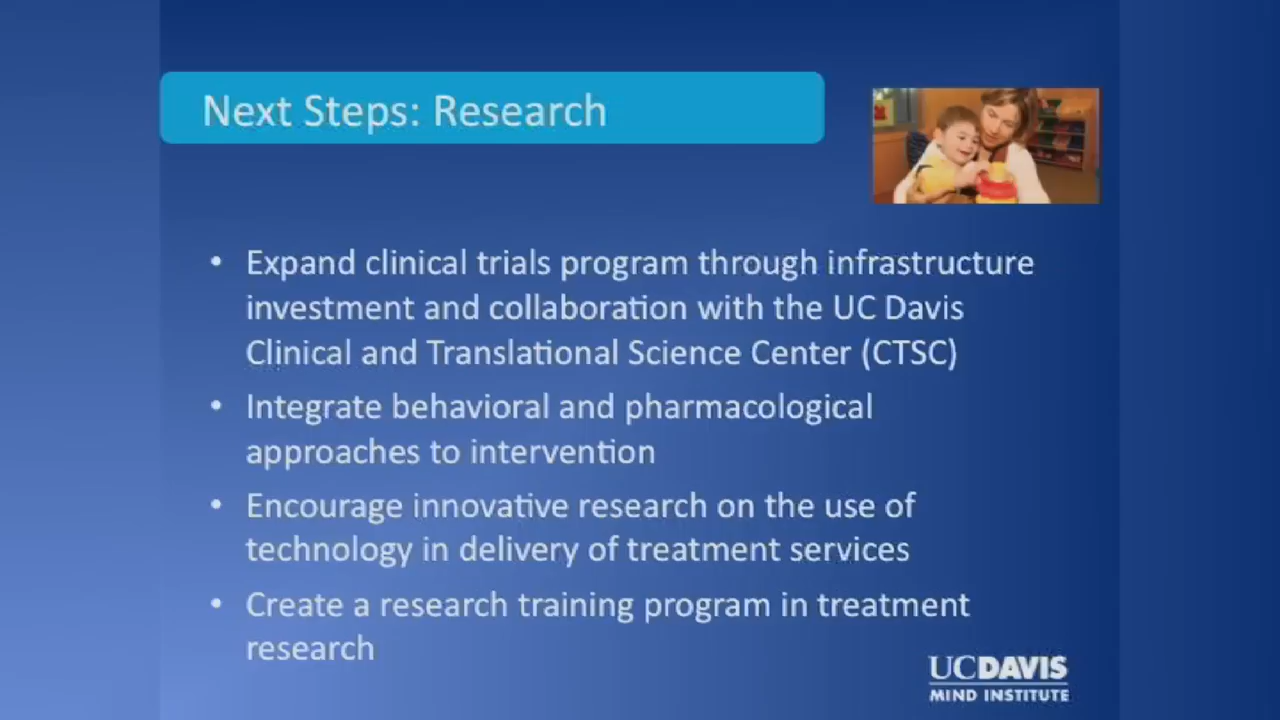 Next Steps: Research
• Expand clinical trials program through infrastructure
investment and collaboration with the UC Davis
Clinical and Translational Science Center (CTSC)
• Integrate behavioral and pharmacological
approaches to intervention
• Encourage innovative research on the use of
technology in delivery of treatment services
• Create a research training program in treatment
research
UCDAVIS
MIND INSTITUTE